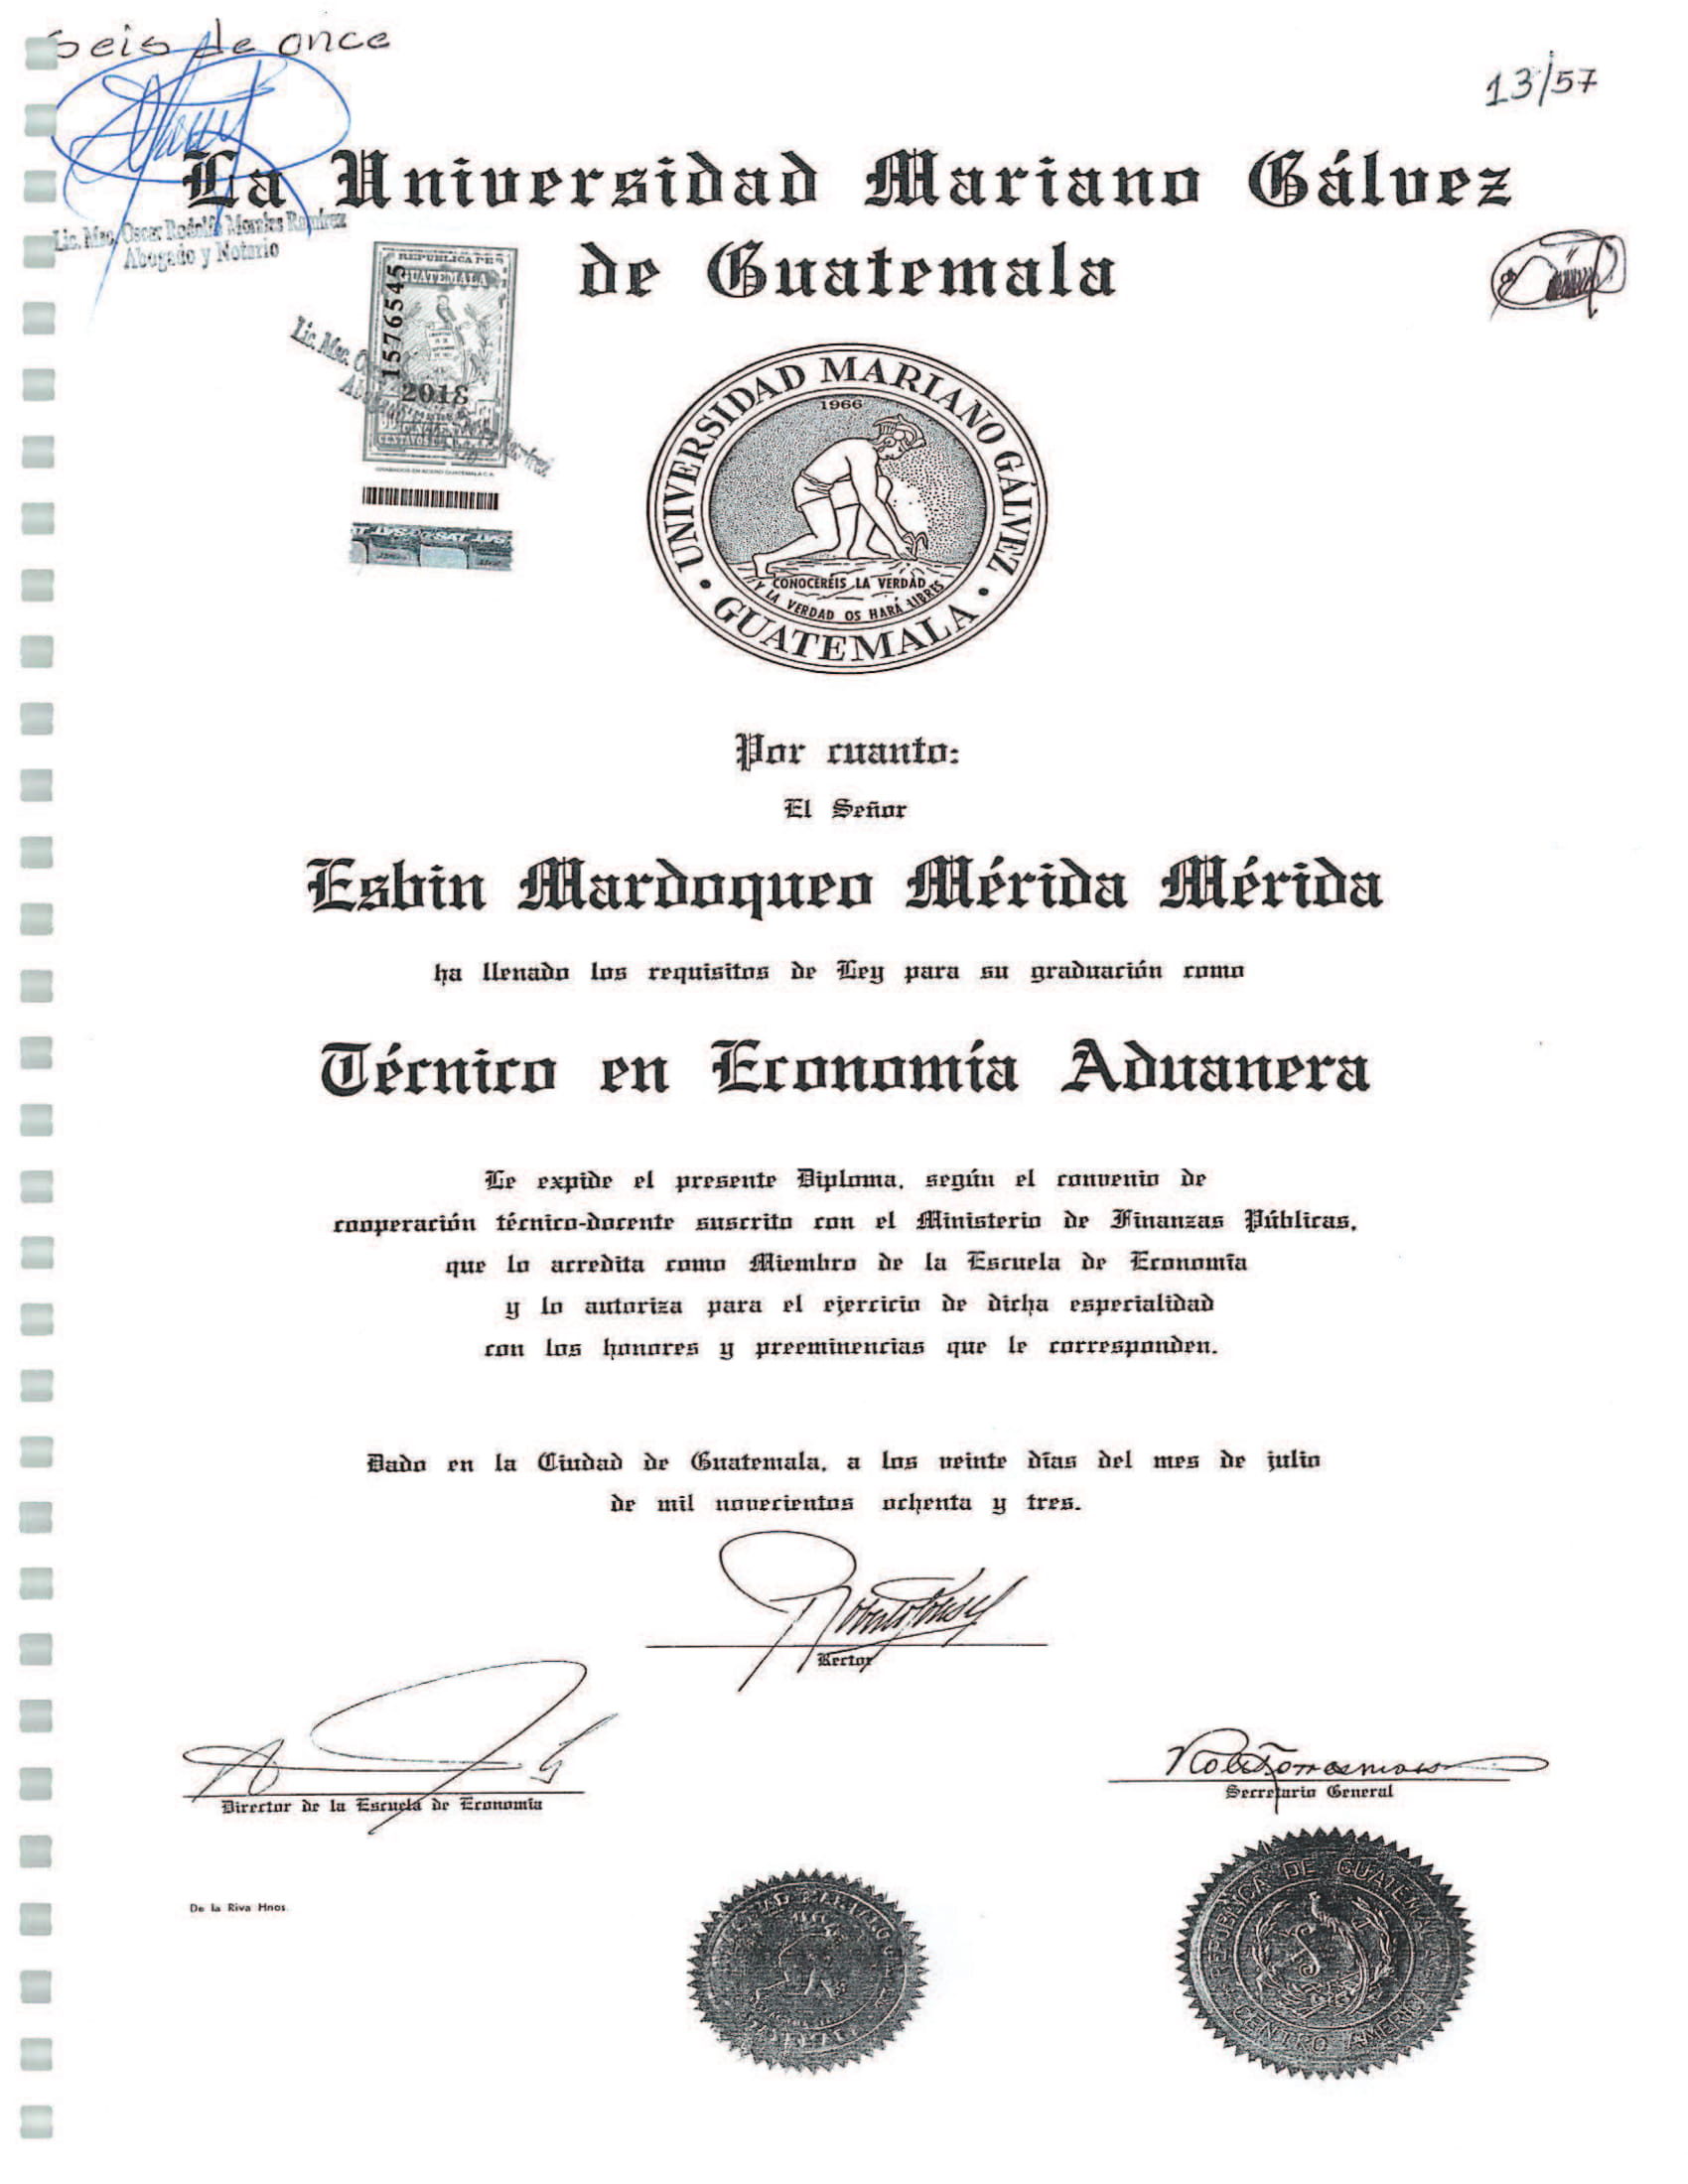 seis de once
13/57
La Universidad Mariano Gálvez
de Guatemala
Lic. Msc. Oscar Rodolfo Morales Ramírez
Abogado y Notario
REPUBLICA DE
GUATEMALA
1576545
2018
CENTAVOS
Lic. Msc.
UNIVERSIDAD MARIANO GÁLVEZ
1966
CONOCERÉIS LA VERDAD
Y LA VERDAD OS HARÁ LIBRES
GUATEMALA
Por cuanto:
El Señor
Esbin Mardoqueo Mérida Mérida
ha llenado los requisitos de Ley para su graduación como
Técnico en Economía Aduanera
Le expide el presente Diploma, según el convenio de
cooperación técnico-docente suscrito con el Ministerio de Finanzas Públicas,
que lo acredita como Miembro de la Escuela de Economía
y lo autoriza para el ejercicio de dicha especialidad
con los honores y preeminencias que le corresponden.
Dado en la Ciudad de Guatemala, a los veinte días del mes de julio
de mil novecientos ochenta y tres.
Rector
Director de la Escuela de Economía
Secretario General
De la Riva Hnos.
REPUBLICA DE GUATEMALA
CENTRO AMERICA